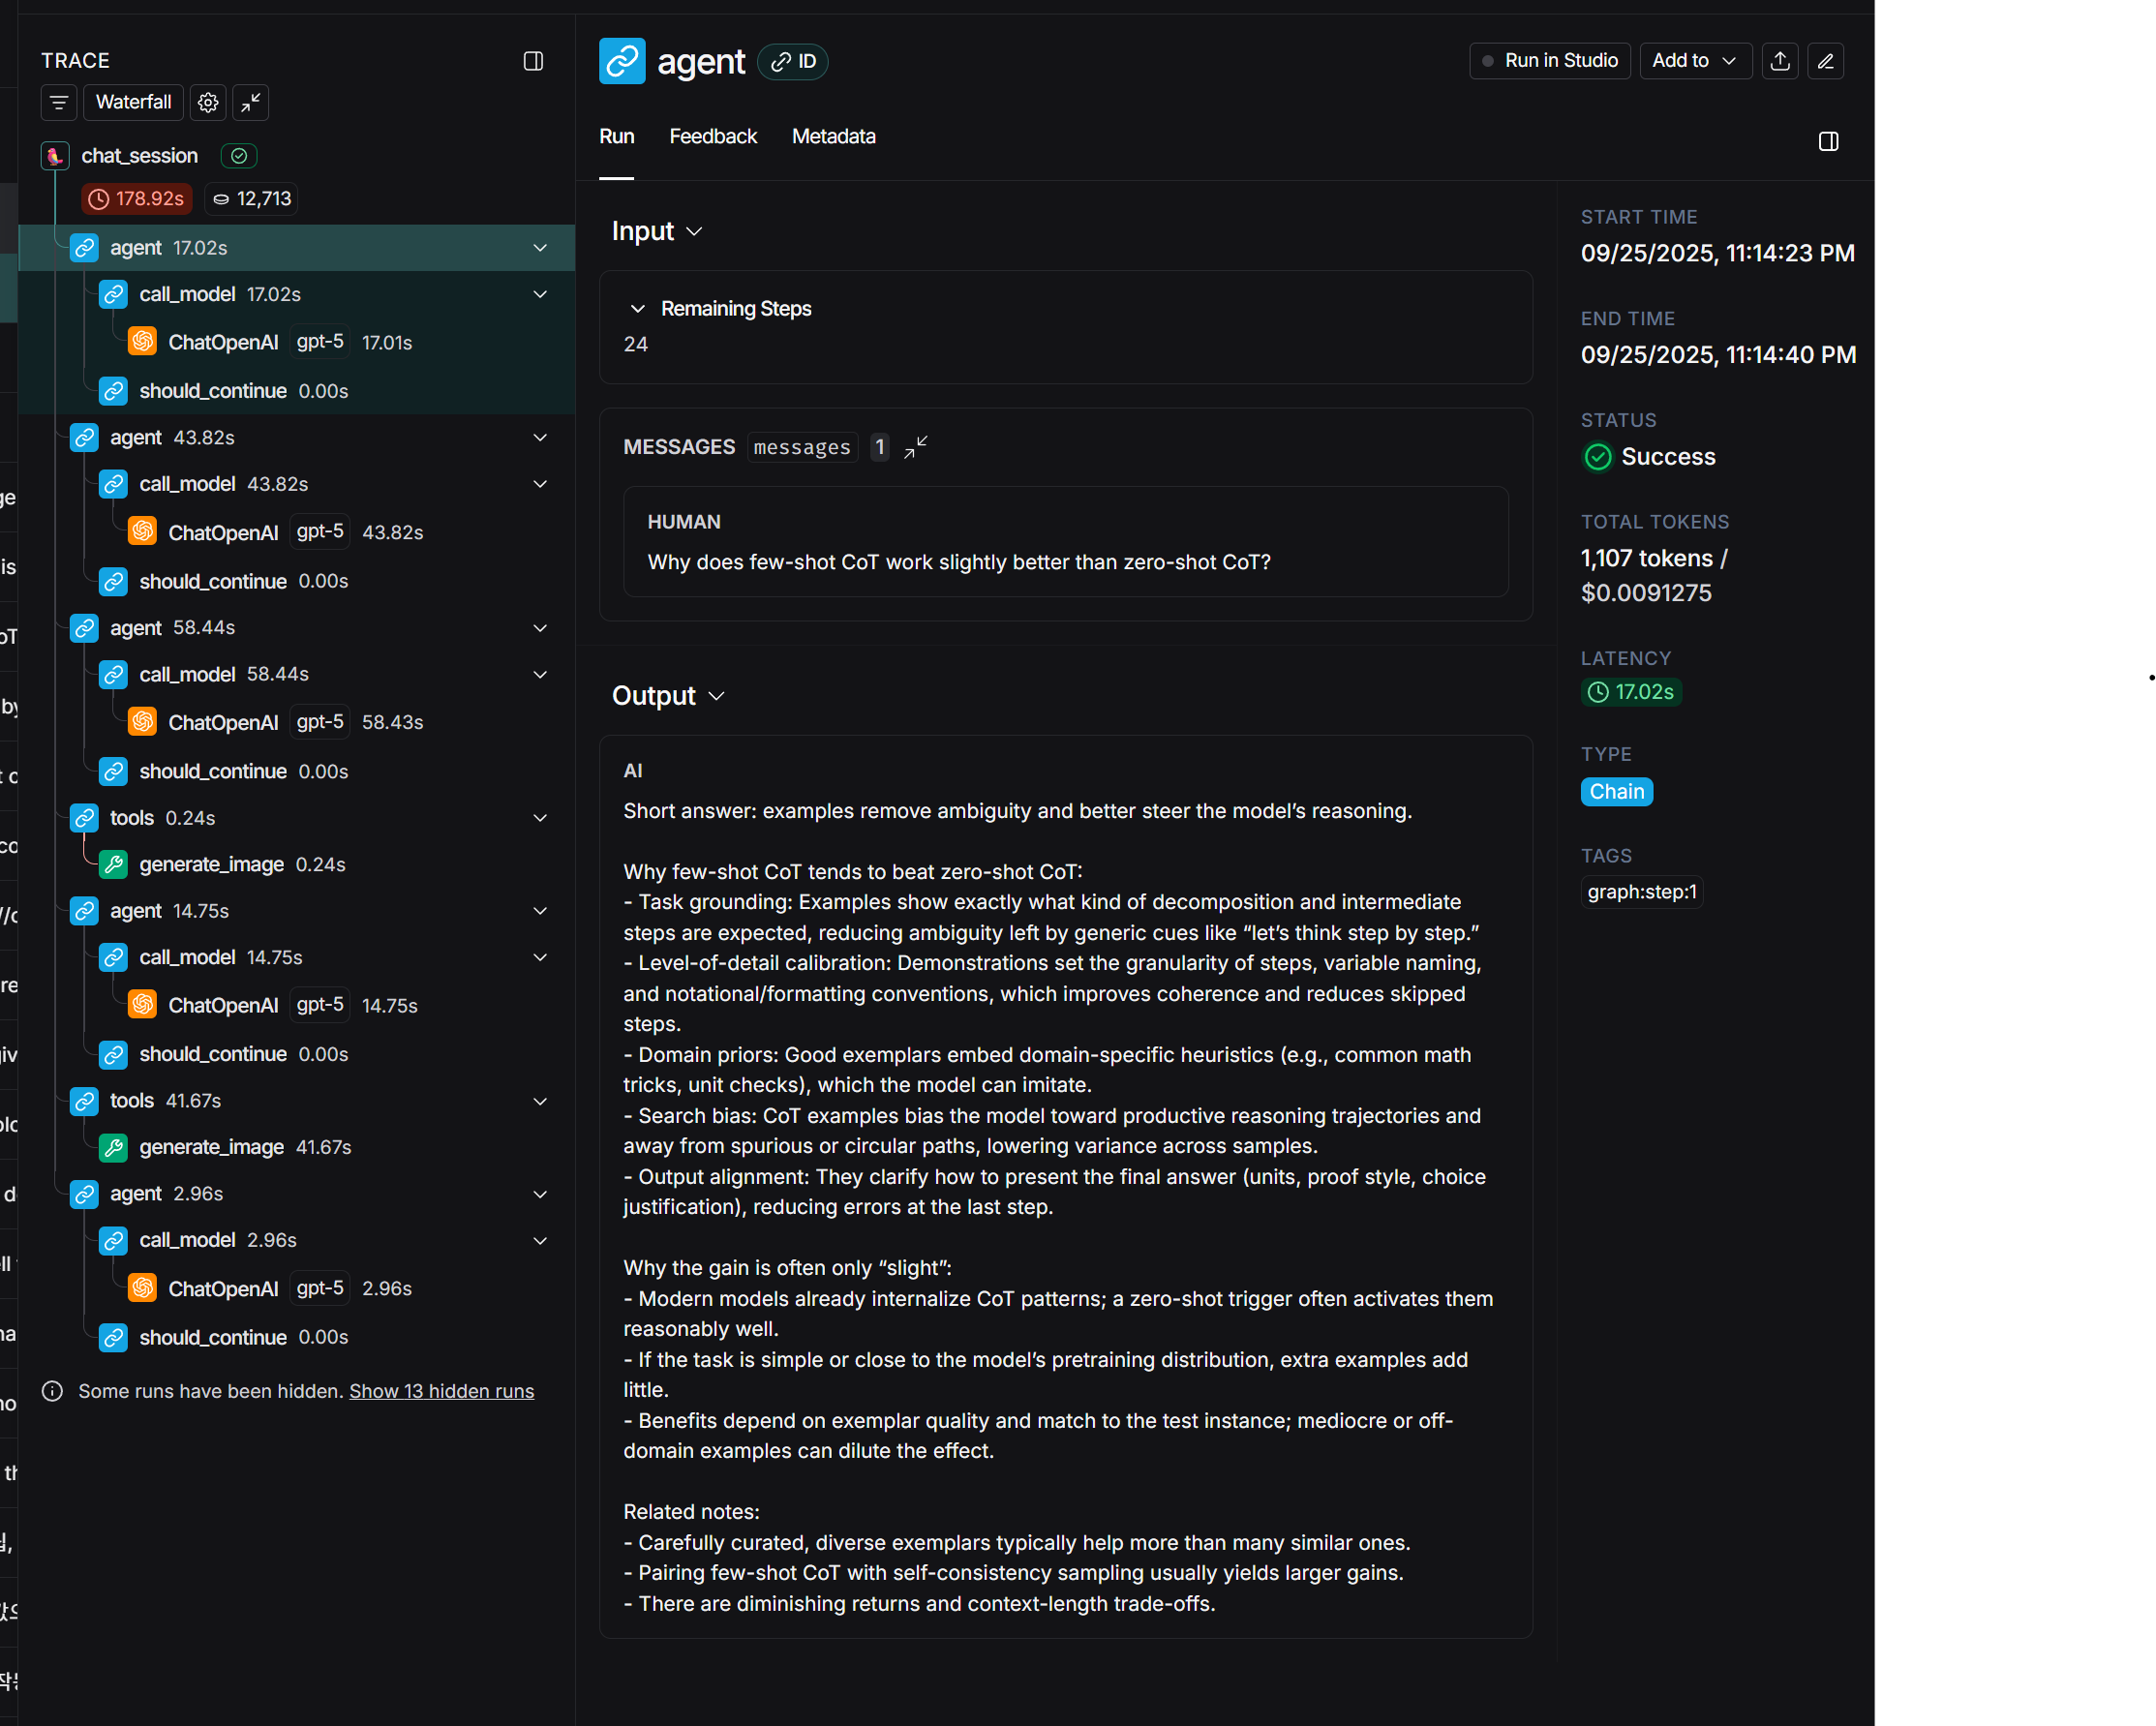 TRACE
Waterfall
chat_session
178.92s 12,713
agent 17.02s
call_model 17.02s
ChatOpenAI gpt-5 17.01s
should_continue 0.00s
agent 43.82s
call_model 43.82s
ChatOpenAI gpt-5 43.82s
should_continue 0.00s
agent 58.44s
call_model 58.44s
ChatOpenAI gpt-5 58.43s
should_continue 0.00s
tools 0.24s
generate_image 0.24s
agent 14.75s
call_model 14.75s
ChatOpenAI gpt-5 14.75s
should_continue 0.00s
tools 41.67s
generate_image 41.67s
agent 2.96s
call_model 2.96s
ChatOpenAI gpt-5 2.96s
should_continue 0.00s
Some runs have been hidden. Show 13 hidden runs
agent ID
Run in Studio Add to
Run Feedback Metadata
Input
Remaining Steps
24
MESSAGES messages 1
HUMAN
Why does few-shot CoT work slightly better than zero-shot CoT?
Output
AI
Short answer: examples remove ambiguity and better steer the model’s reasoning.
Why few-shot CoT tends to beat zero-shot CoT:
- Task grounding: Examples show exactly what kind of decomposition and intermediate
steps are expected, reducing ambiguity left by generic cues like “let’s think step by step.”
- Level-of-detail calibration: Demonstrations set the granularity of steps, variable naming,
and notational/formatting conventions, which improves coherence and reduces skipped
steps.
- Domain priors: Good exemplars embed domain-specific heuristics (e.g., common math
tricks, unit checks), which the model can imitate.
- Search bias: CoT examples bias the model toward productive reasoning trajectories and
away from spurious or circular paths, lowering variance across samples.
- Output alignment: They clarify how to present the final answer (units, proof style, choice
justification), reducing errors at the last step.
Why the gain is often only “slight”:
- Modern models already internalize CoT patterns; a zero-shot trigger often activates them
reasonably well.
- If the task is simple or close to the model’s pretraining distribution, extra examples add
little.
- Benefits depend on exemplar quality and match to the test instance; mediocre or off-
domain examples can dilute the effect.
Related notes:
- Carefully curated, diverse exemplars typically help more than many similar ones.
- Pairing few-shot CoT with self-consistency sampling usually yields larger gains.
- There are diminishing returns and context-length trade-offs.
START TIME
09/25/2025, 11:14:23 PM
END TIME
09/25/2025, 11:14:40 PM
STATUS
Success
TOTAL TOKENS
1,107 tokens /
$0.0091275
LATENCY
17.02s
TYPE
Chain
TAGS
graph:step:1